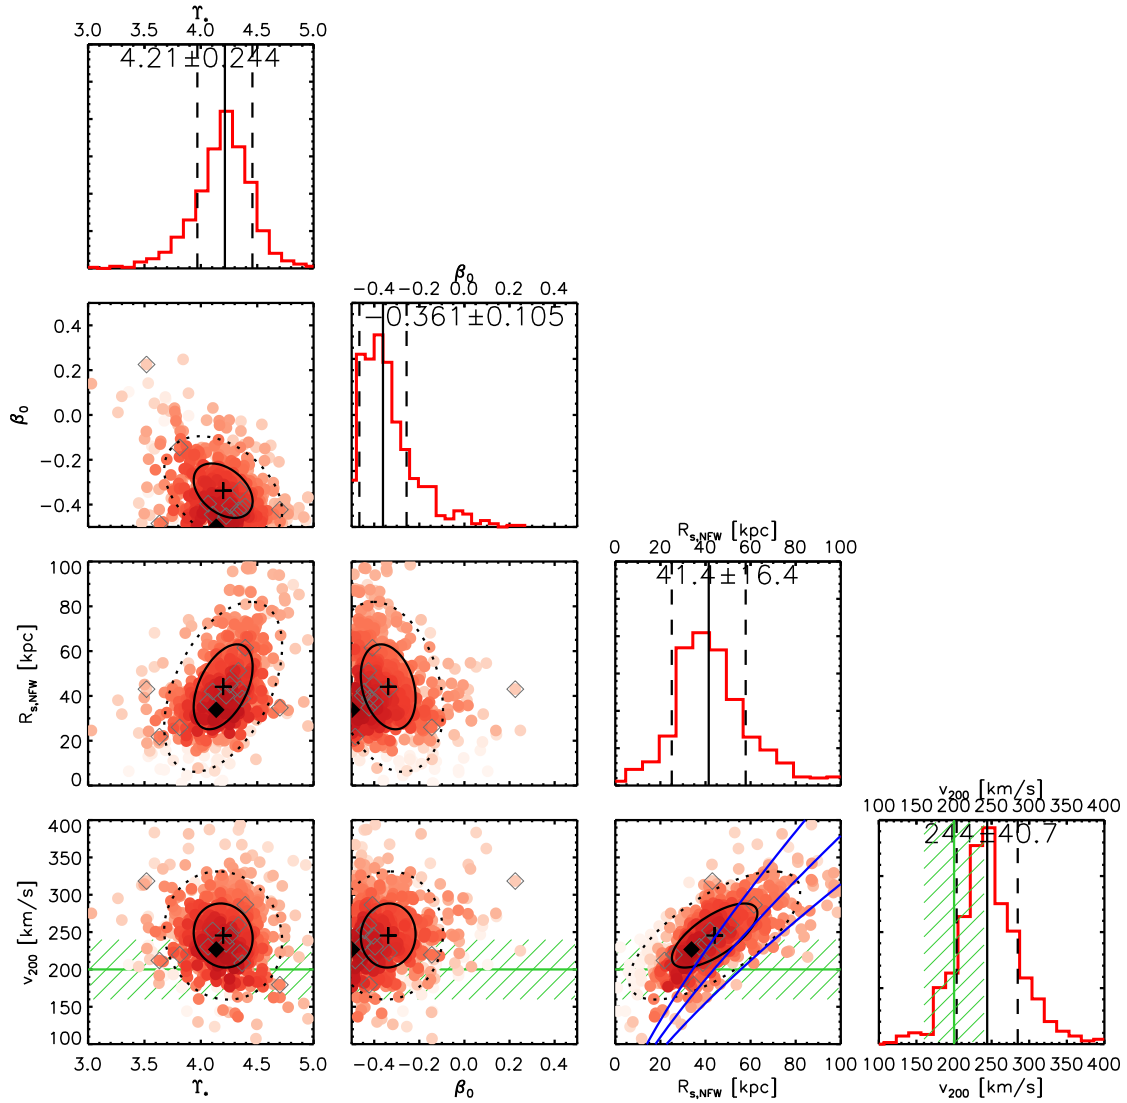 ϒ⋆
3.0 3.5 4.0 4.5 5.0
4.21±0.244
β₀
−0.4 −0.2 0.0 0.2 0.4
−0.361±0.105
β₀
0.4
0.2
0.0
−0.2
−0.4
R_s,NFW [kpc]
0 20 40 60 80 100
41.4±16.4
R_s,NFW [kpc]
100
80
60
40
20
0
v₂₀₀ [km/s]
100 150 200 250 300 350 400
244±40.7
v₂₀₀ [km/s]
400
350
300
250
200
150
100
3.0 3.5 4.0 4.5 5.0
−0.4 −0.2 0.0 0.2 0.4
0 20 40 60 80 100
100 150 200 250 300 350 400
ϒ⋆
β₀
R_s,NFW [kpc]
v₂₀₀ [km/s]